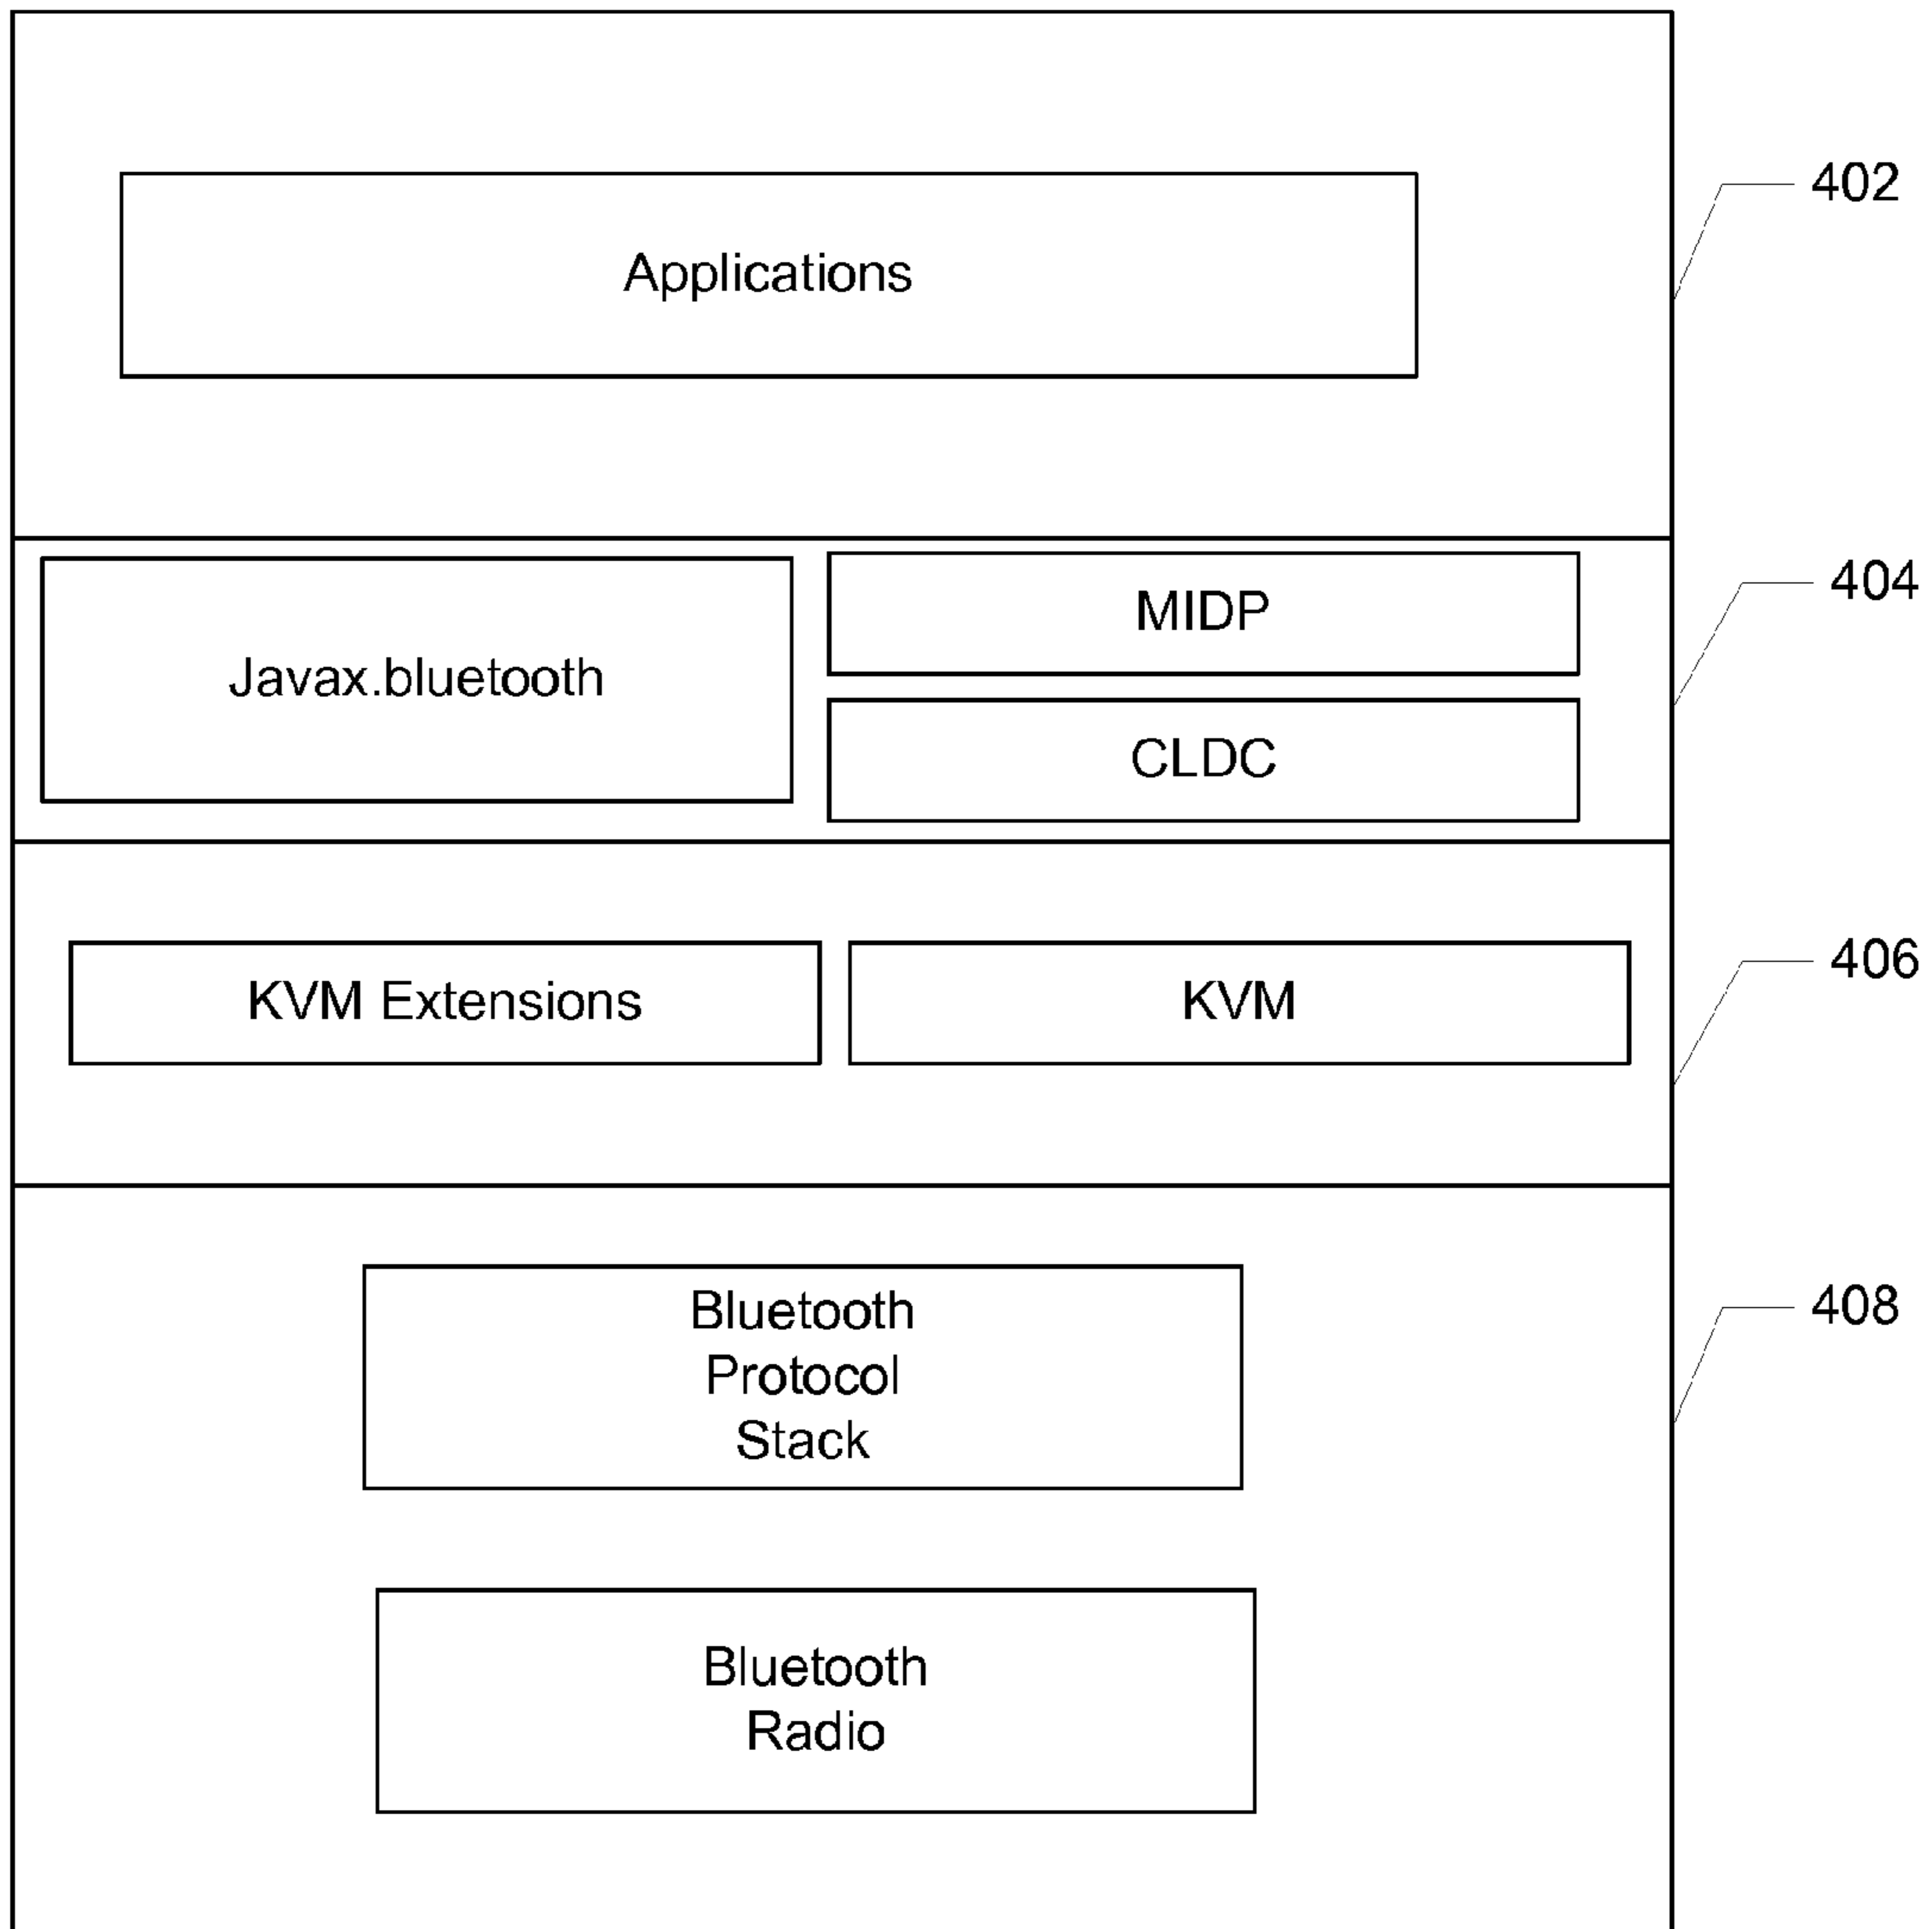 Applications
402
Javax.bluetooth
MIDP
404
CLDC
KVM Extensions
KVM
406
Bluetooth
Protocol
Stack
408
Bluetooth
Radio